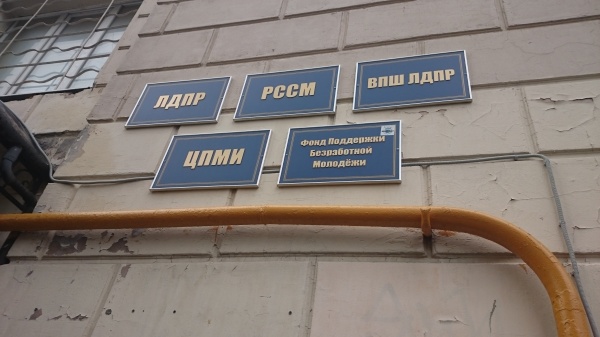 ЛДПР
РССМ
ВПШ ЛДПР
ЦПМИ
Фонд Поддержки
Безработной
Молодёжи